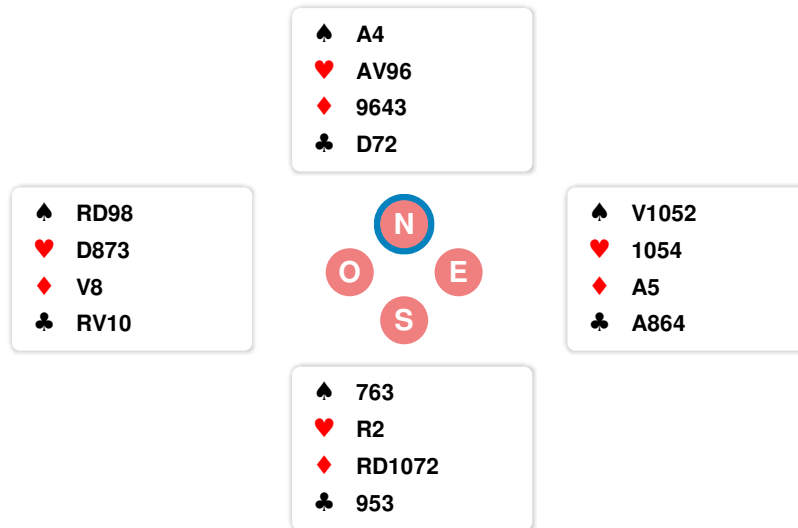 ♠ A4
♥ AV96
♦ 9643
♣ D72
♠ RD98
♥ D873
♦ V8
♣ RV10
N
O
E
S
♠ V1052
♥ 1054
♦ A5
♣ A864
♠ 763
♥ R2
♦ RD1072
♣ 953